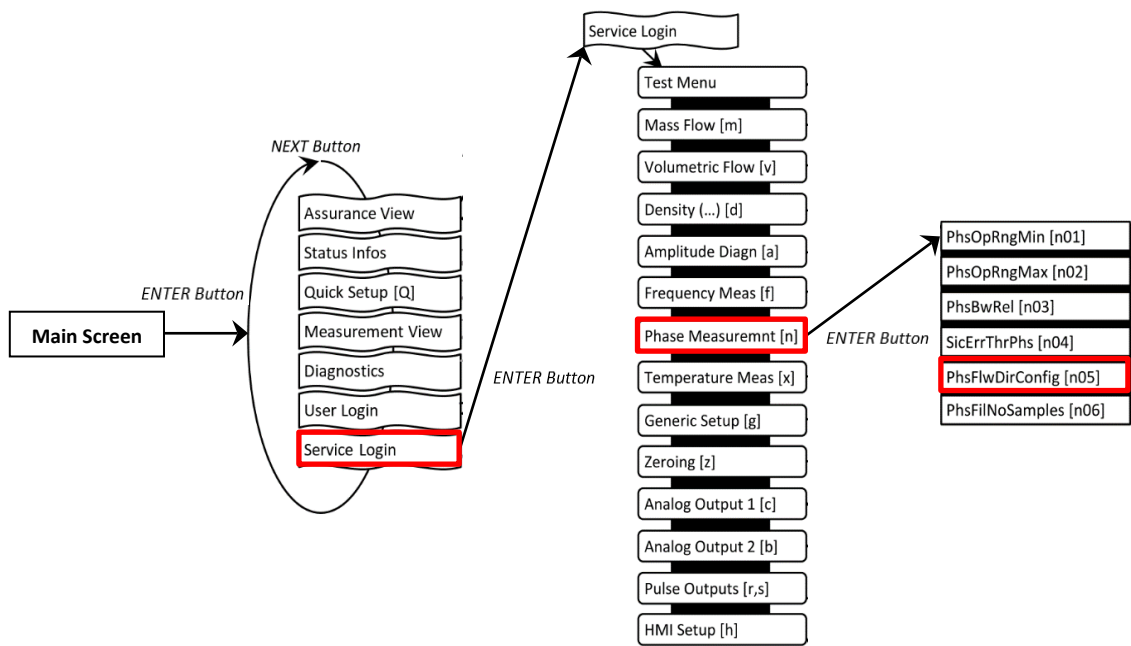 Main Screen
ENTER Button
NEXT Button
Assurance View
Status Infos
Quick Setup [Q]
Measurement View
Diagnostics
User Login
Service Login
ENTER Button
Service Login
Test Menu
Mass Flow [m]
Volumetric Flow [v]
Density (...) [d]
Amplitude Diagn [a]
Frequency Meas [f]
Phase Measuremnt [n]
Temperature Meas [x]
Generic Setup [g]
Zeroing [z]
Analog Output 1 [c]
Analog Output 2 [b]
Pulse Outputs [r,s]
HMI Setup [h]
ENTER Button
PhsOpRngMin [n01]
PhsOpRngMax [n02]
PhsBwRel [n03]
SicErrThrPhs [n04]
PhsFlwDirConfig [n05]
PhsFilNoSamples [n06]